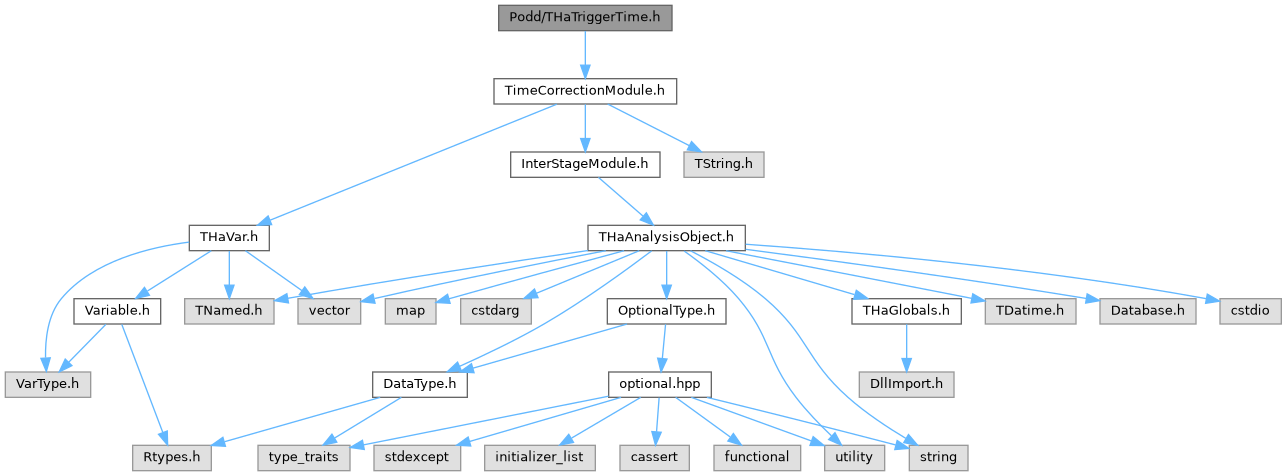 Podd/THaTriggerTime.h
TimeCorrectionModule.h
InterStageModule.h
TString.h
THaVar.h
THaAnalysisObject.h
Variable.h
TNamed.h
vector
map
cstdarg
OptionalType.h
THaGlobals.h
TDatime.h
Database.h
cstdio
VarType.h
DataType.h
optional.hpp
DllImport.h
Rtypes.h
type_traits
stdexcept
initializer_list
cassert
functional
utility
string